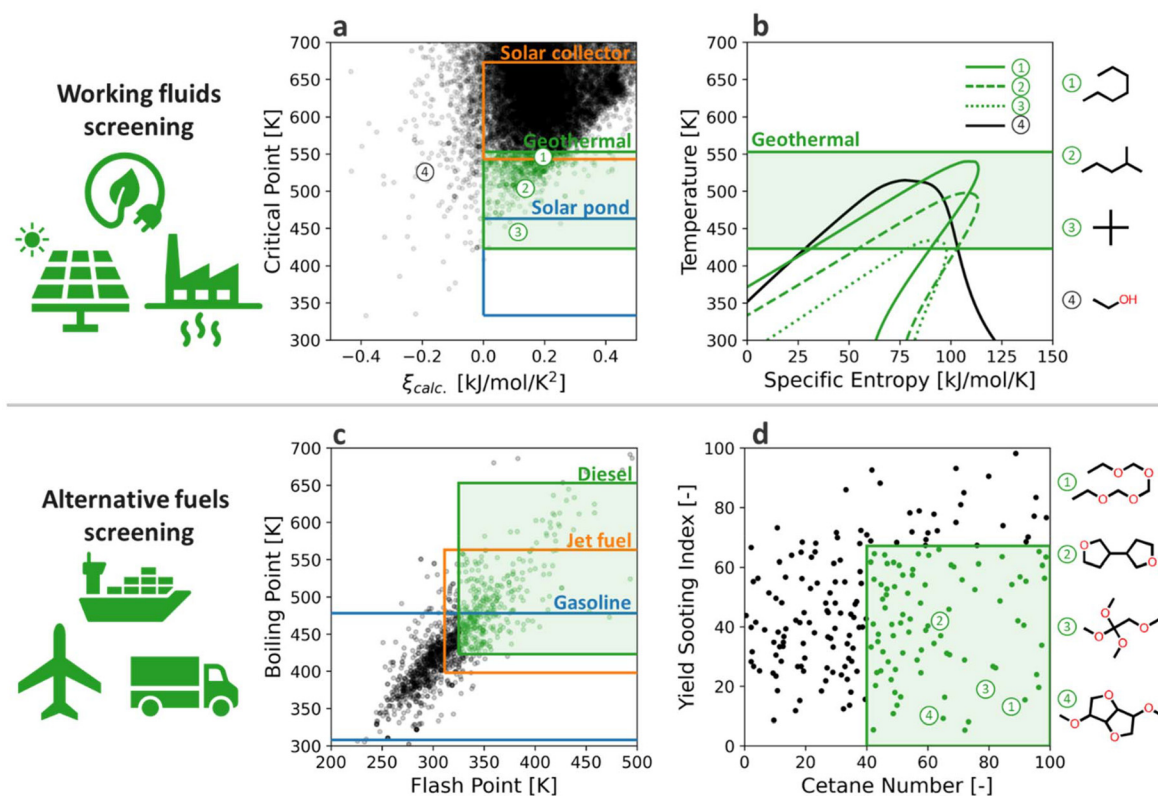 Working fluids
screening
a
Critical Point [K]
700
650
600
550
500
450
400
350
300
Solar collector
Geothermal
Solar pond
1
2
3
4
−0.4
−0.2
0.0
0.2
0.4
ξcalc. [kJ/mol/K²]
b
Temperature [K]
700
650
600
550
500
450
400
350
300
Geothermal
1
2
3
4
0
25
50
75
100
125
150
Specific Entropy [kJ/mol/K]
1
2
3
4
OH
Alternative fuels
screening
c
Boiling Point [K]
700
650
600
550
500
450
400
350
300
Diesel
Jet fuel
Gasoline
200
250
300
350
400
450
500
Flash Point [K]
d
Yield Sooting Index [-]
100
80
60
40
20
0
2
3
1
4
0
20
40
60
80
100
Cetane Number [-]
1
O
O
O
O
2
O
O
3
O
O
O
O
4
O
O
O
O